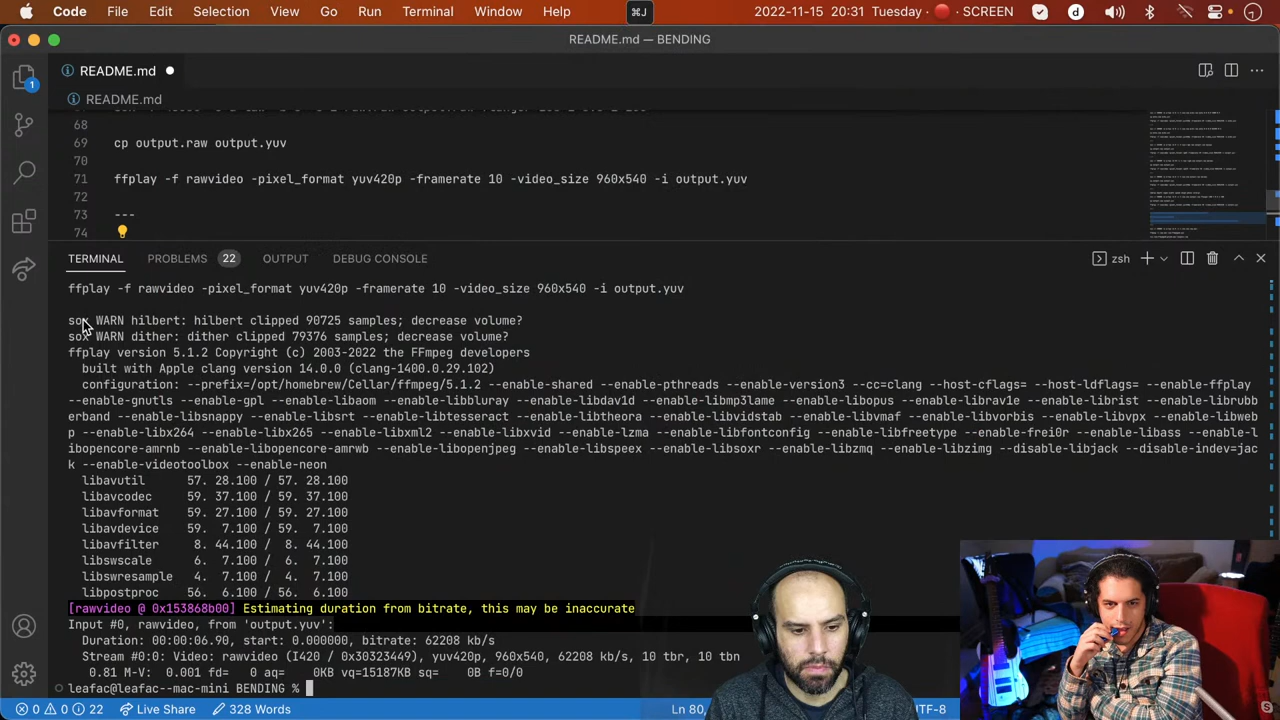 Code File Edit Selection View Go Run Terminal Window Help ⌘J 2022-11-15 20:31 Tuesday SCREEN
README.md — BENDING
README.md
README.md
68
69 cp output.raw output.yuv
70
71 ffplay -f rawvideo -pixel_format yuv420p -framerate 10 -video_size 960x540 -i output.yuv
72
73 ---
74
TERMINAL PROBLEMS 22 OUTPUT DEBUG CONSOLE zsh
ffplay -f rawvideo -pixel_format yuv420p -framerate 10 -video_size 960x540 -i output.yuv
sox WARN hilbert: hilbert clipped 90725 samples; decrease volume?
sox WARN dither: dither clipped 79376 samples; decrease volume?
ffplay version 5.1.2 Copyright (c) 2003-2022 the FFmpeg developers
built with Apple clang version 14.0.0 (clang-1400.0.29.102)
configuration: --prefix=/opt/homebrew/Cellar/ffmpeg/5.1.2 --enable-shared --enable-pthreads --enable-version3 --cc=clang --host-cflags= --host-ldflags= --enable-ffplay
--enable-gnutls --enable-gpl --enable-libaom --enable-libbluray --enable-libdav1d --enable-libmp3lame --enable-libopus --enable-librav1e --enable-librist --enable-librubb
erband --enable-libsnappy --enable-libsrt --enable-libtesseract --enable-libtheora --enable-libvidstab --enable-libvmaf --enable-libvorbis --enable-libvpx --enable-libweb
p --enable-libx264 --enable-libx265 --enable-libxml2 --enable-libxvid --enable-lzma --enable-libfontconfig --enable-libfreetype --enable-frei0r --enable-libass --enable-l
ibopencore-amrnb --enable-libopencore-amrwb --enable-libopenjpeg --enable-libspeex --enable-libsoxr --enable-libzmq --enable-libzimg --disable-libjack --disable-indev=jac
k --enable-videotoolbox --enable-neon
libavutil 57. 28.100 / 57. 28.100
libavcodec 59. 37.100 / 59. 37.100
libavformat 59. 27.100 / 59. 27.100
libavdevice 59. 7.100 / 59. 7.100
libavfilter 8. 44.100 / 8. 44.100
libswscale 6. 7.100 / 6. 7.100
libswresample 4. 7.100 / 4. 7.100
libpostproc 56. 6.100 / 56. 6.100
[rawvideo @ 0x153868b00] Estimating duration from bitrate, this may be inaccurate
Input #0, rawvideo, from 'output.yuv':
Duration: 00:00:06.90, start: 0.000000, bitrate: 62208 kb/s
Stream #0:0: Video: rawvideo (I420 / 0x30323449), yuv420p, 960x540, 62208 kb/s, 10 tbr, 10 tbn
0.81 M-V: 0.001 fd= 0 aq= 0KB vq=15187KB sq= 0B f=0/0
leafac@leafac--mac-mini BENDING %
0 0 22 Live Share 328 Words Ln 80,